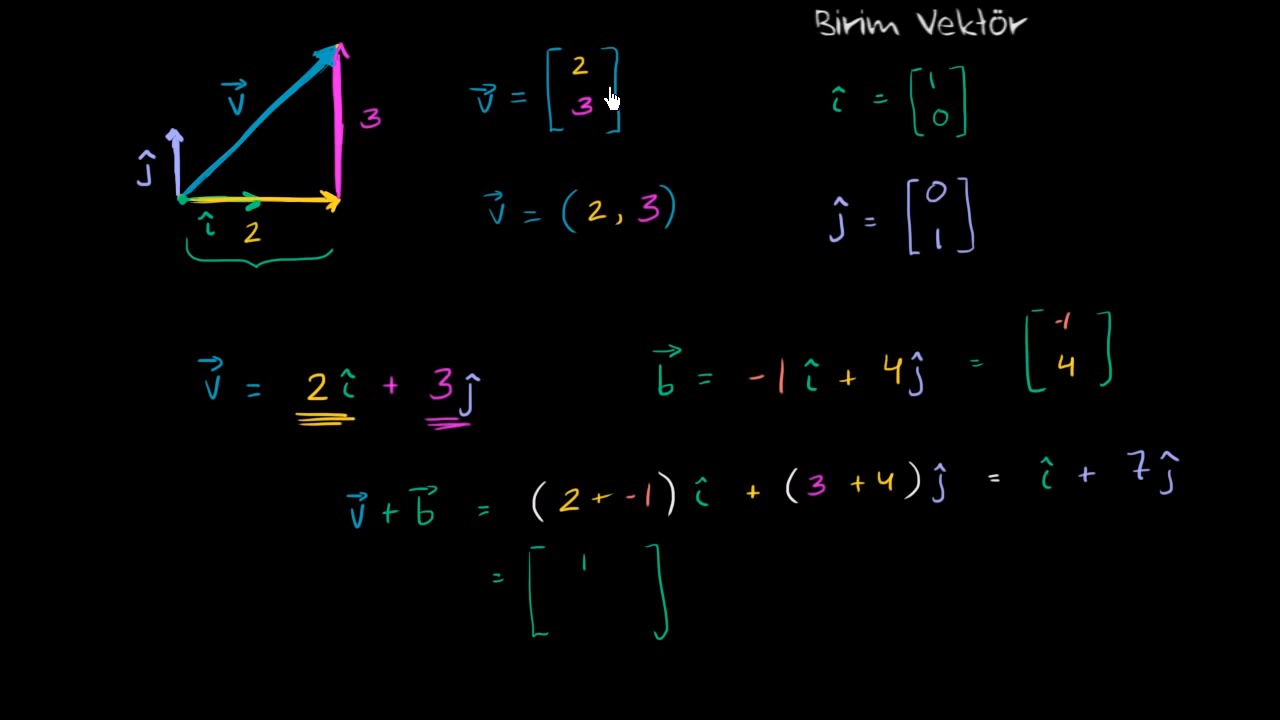 Birim Vektör
v⃗
3
ĵ
î
2
v⃗ = [2 3]
î = [1 0]
v⃗ = (2, 3)
ĵ = [0 1]
v⃗ = 2î + 3ĵ
b⃗ = -1î + 4ĵ = [-1 4]
v⃗ + b⃗ = (2 + -1)î + (3 + 4)ĵ = î + 7ĵ
= [1 ]